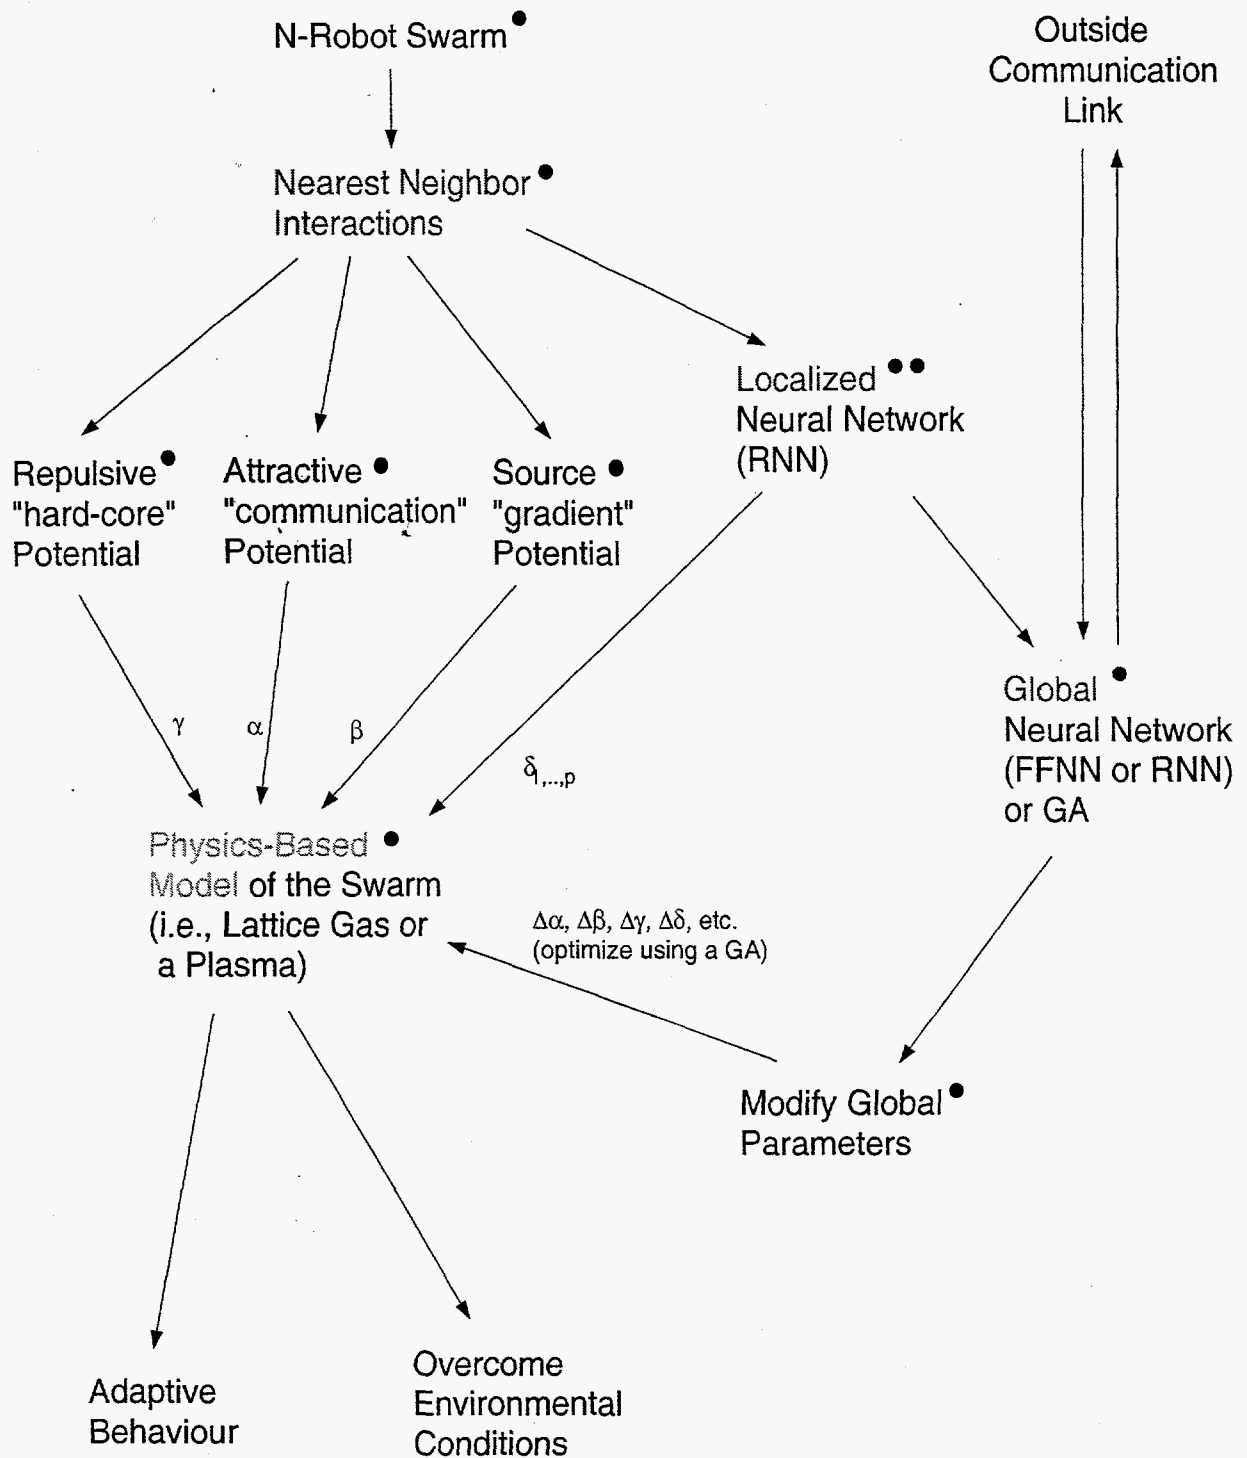 N-Robot Swarm •
Outside
Communication
Link
Nearest Neighbor •
Interactions
Localized ••
Neural Network
(RNN)
Repulsive •
"hard-core"
Potential
Attractive •
"communication"
Potential
Source •
"gradient"
Potential
Global •
Neural Network
(FFNN or RNN)
or GA
γ
α
β
δ1,..,p
Physics-Based •
Model of the Swarm
(i.e., Lattice Gas or
a Plasma)
Δα, Δβ, Δγ, Δδ, etc.
(optimize using a GA)
Modify Global •
Parameters
Adaptive
Behaviour
Overcome
Environmental
Conditions